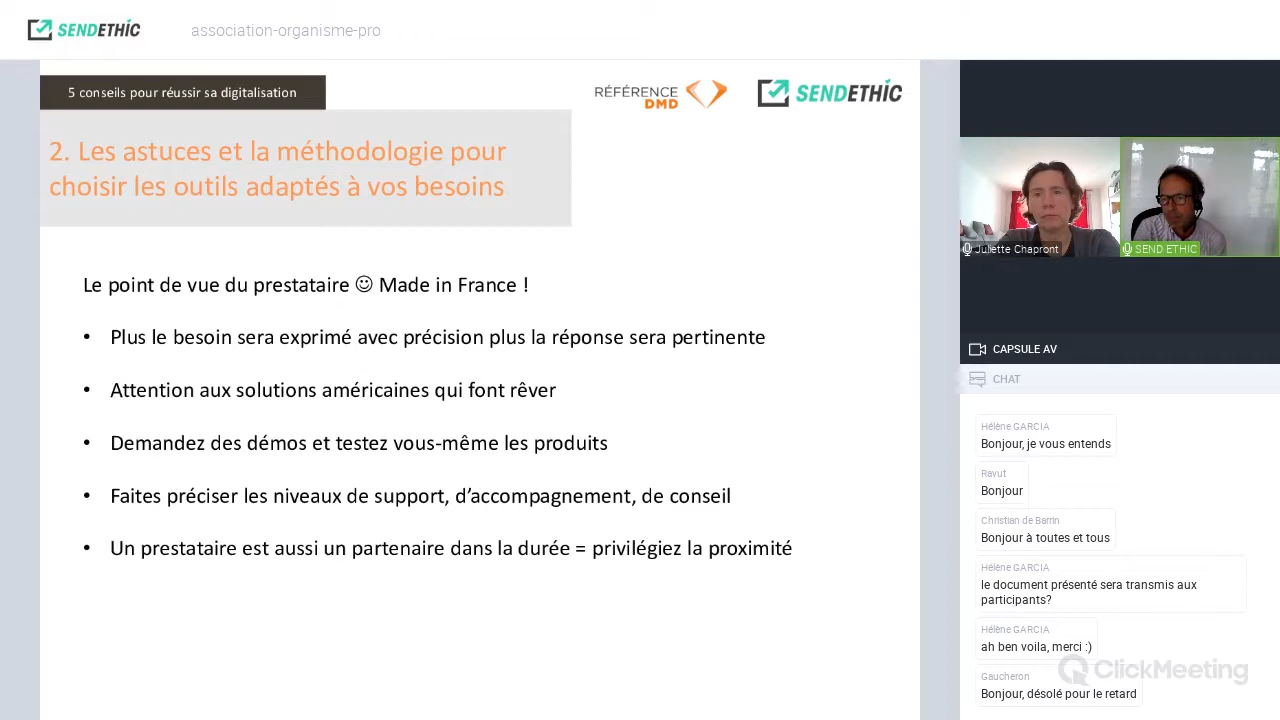 SENDETHIC
association-organisme-pro
5 conseils pour réussir sa digitalisation
RÉFÉRENCE
DMD
SENDETHIC
2. Les astuces et la méthodologie pour
choisir les outils adaptés à vos besoins
Le point de vue du prestataire ☺ Made in France !
• Plus le besoin sera exprimé avec précision plus la réponse sera pertinente
• Attention aux solutions américaines qui font rêver
• Demandez des démos et testez vous-même les produits
• Faites préciser les niveaux de support, d’accompagnement, de conseil
• Un prestataire est aussi un partenaire dans la durée = privilégiez la proximité
Juliette Chapront
SEND ETHIC
CAPSULE AV
CHAT
Hélène GARCIA
Bonjour, je vous entends
Ravut
Bonjour
Christian de Barrin
Bonjour à toutes et tous
Hélène GARCIA
le document présenté sera transmis aux
participants?
Hélène GARCIA
ah ben voila, merci :)
ClickMeeting
Gaucheron
Bonjour, désolé pour le retard